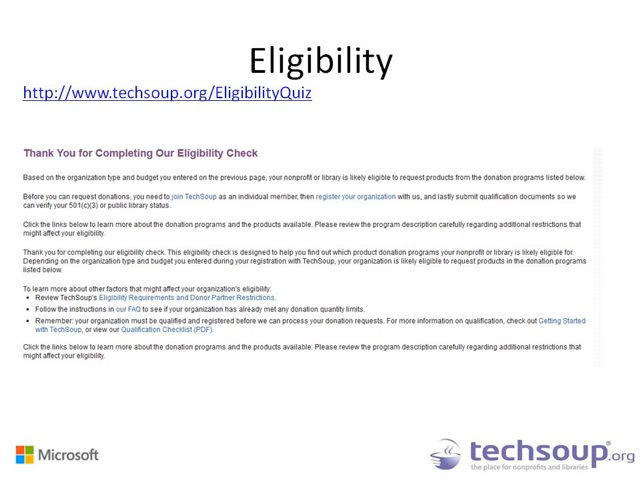 Eligibility
http://www.techsoup.org/EligibilityQuiz
Thank You for Completing Our Eligibility Check
Based on the organization type and budget you entered on the previous page, your nonprofit or library is likely eligible to request products from the donation programs listed below.
Before you can request donations, you need to join TechSoup as an individual member, then register your organization with us, and lastly submit qualification documents so we
can verify your 501(c)(3) or public library status.
Click the links below to learn more about the donation programs and the products available. Please review the program description carefully regarding additional restrictions that
might affect your eligibility.
Thank you for completing our eligibility check. This eligibility check is designed to help you find out which product donation programs your nonprofit or library is likely eligible for.
Depending on the organization type and budget you entered during your registration with TechSoup, your organization is likely eligible to request products in the donation programs
listed below.
To learn more about other factors that might affect your organization's eligibility:
• Review TechSoup's Eligibility Requirements and Donor Partner Restrictions.
• Follow the instructions in our FAQ to see if your organization has already met any donation quantity limits.
• Remember: your organization must be qualified and registered before we can process your donation requests. For more information on qualification, check out Getting Started
with TechSoup, or view our Qualification Checklist (PDF).
Click the links below to learn more about the donation programs and the products available. Please review the program description carefully regarding additional restrictions that
might affect your eligibility.
Microsoft
techsoup®.org
the place for nonprofits and libraries